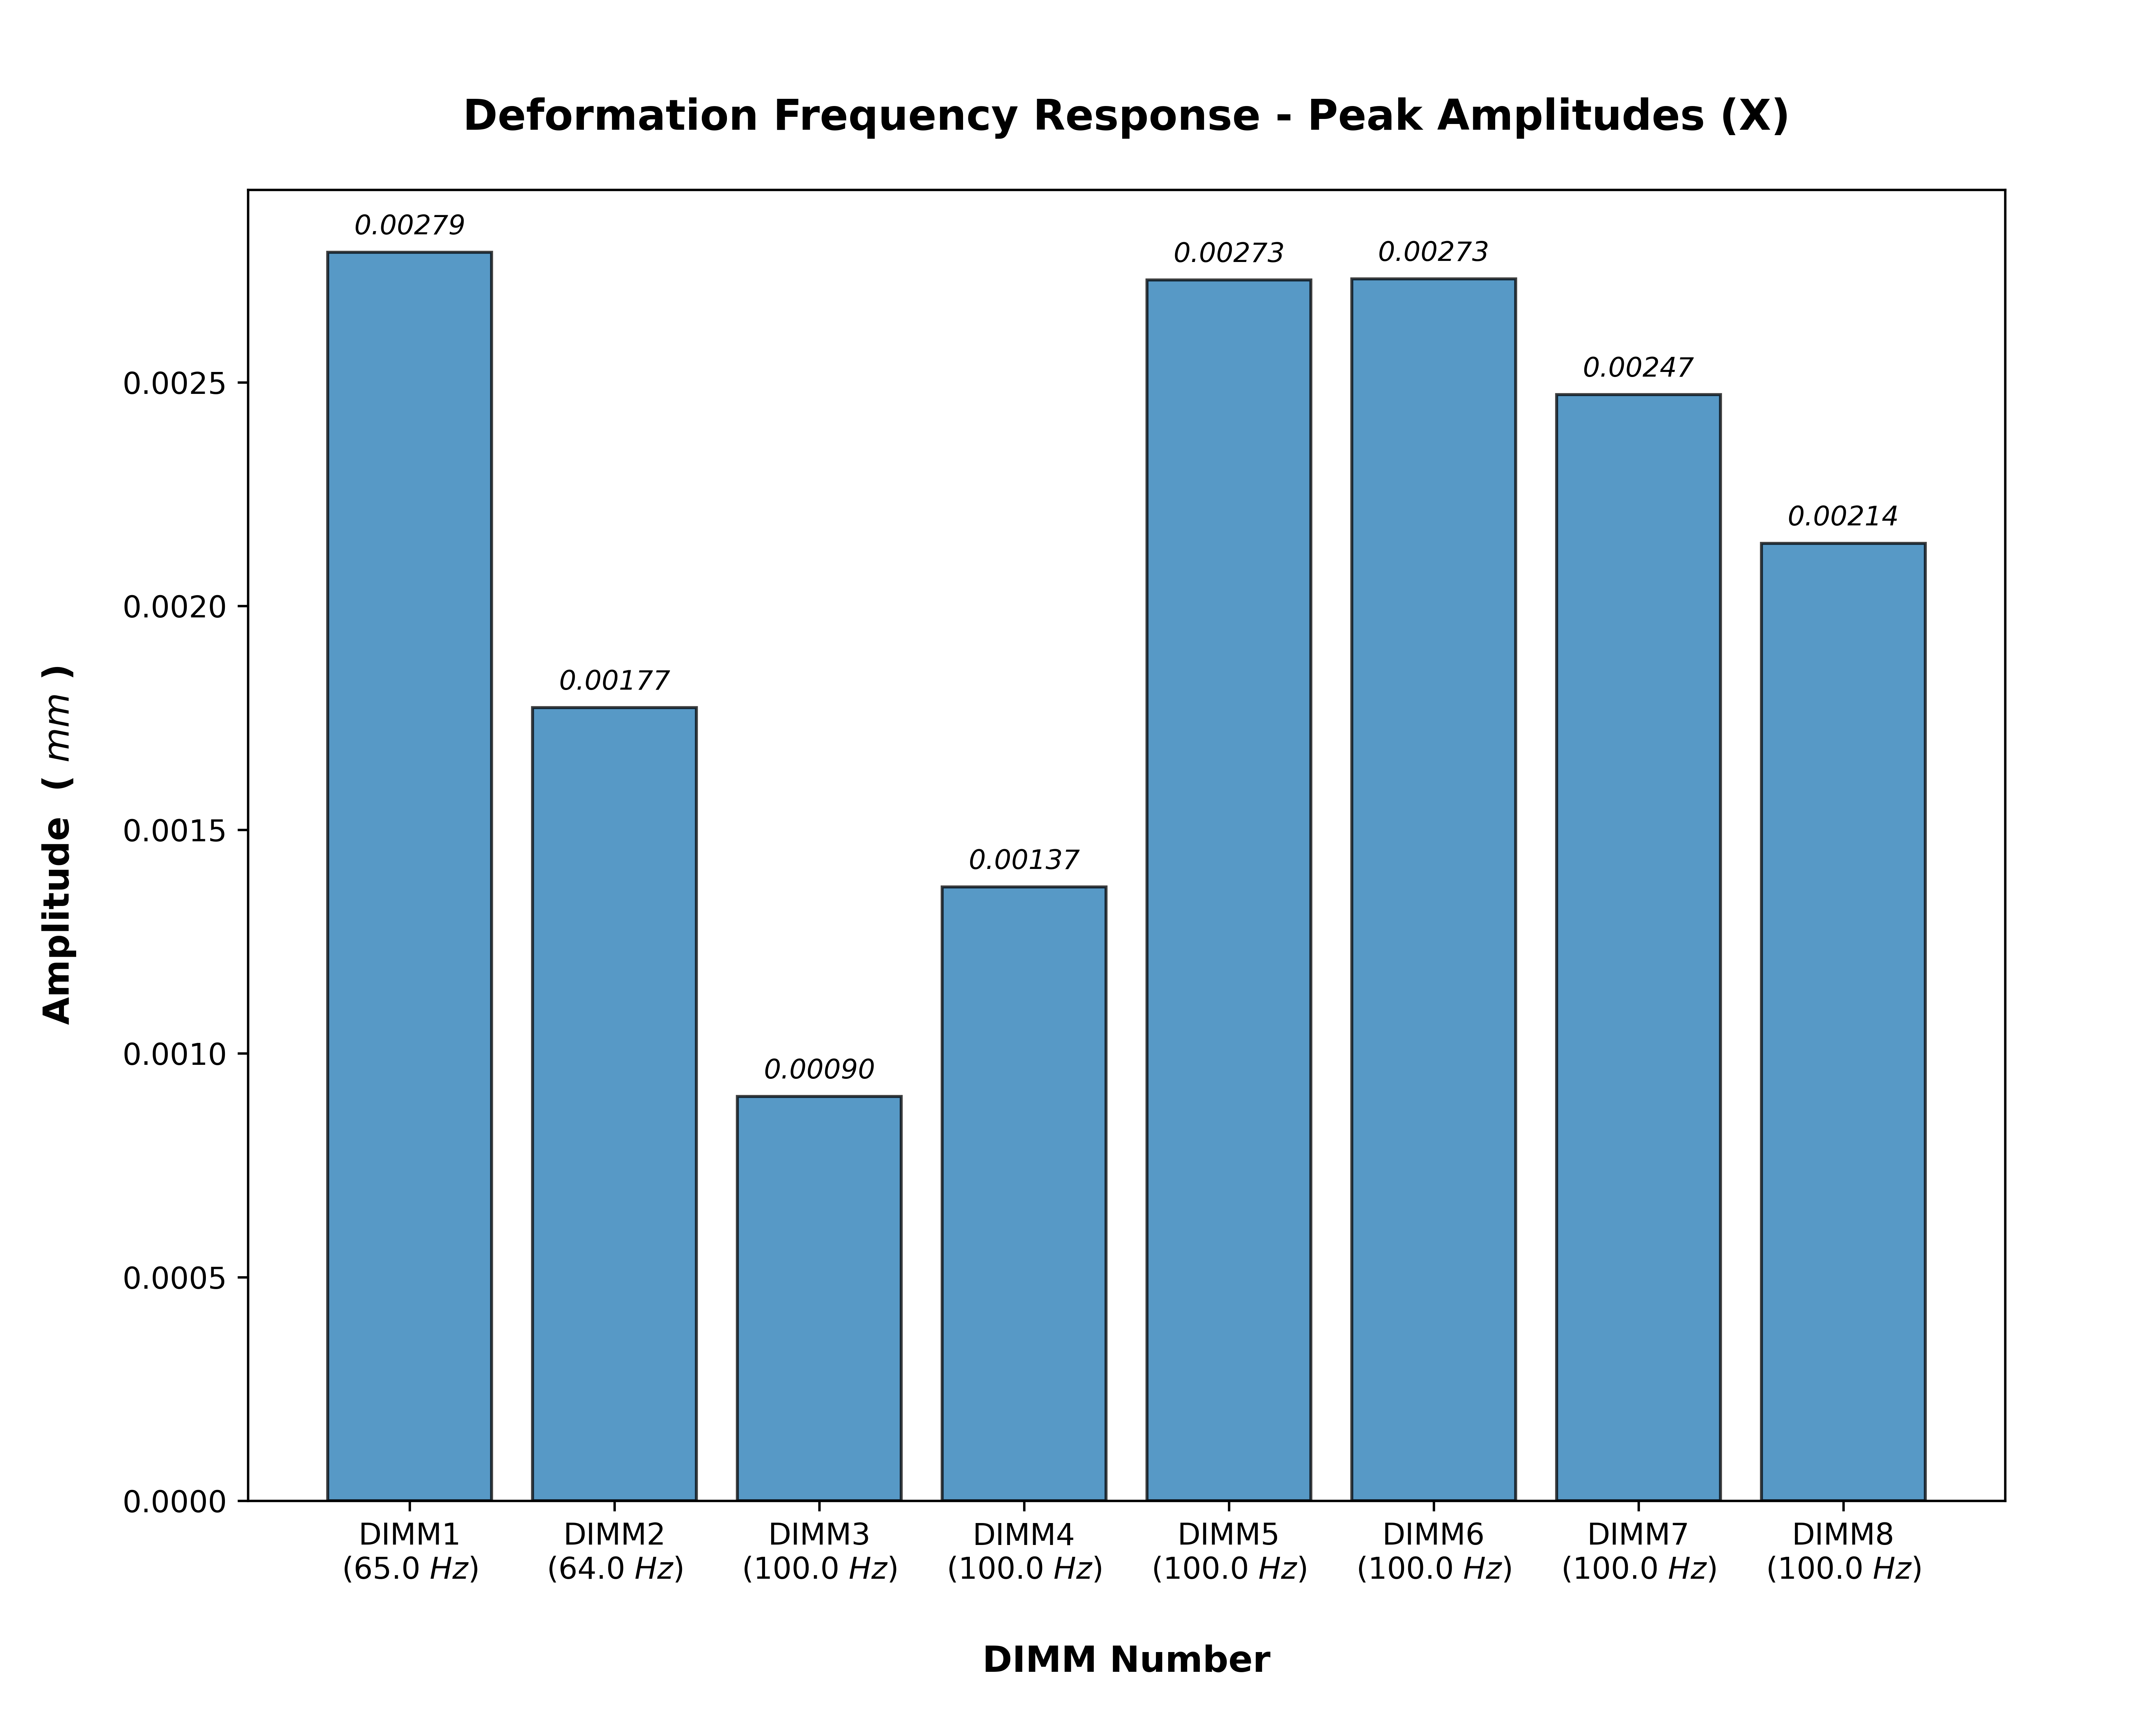 Deformation Frequency Response - Peak Amplitudes (X)
0.00279
0.00177
0.00090
0.00137
0.00273
0.00273
0.00247
0.00214
Amplitude ( mm )
0.0025
0.0020
0.0015
0.0010
0.0005
0.0000
DIMM1 DIMM2 DIMM3 DIMM4 DIMM5 DIMM6 DIMM7 DIMM8
(65.0 Hz) (64.0 Hz) (100.0 Hz) (100.0 Hz) (100.0 Hz) (100.0 Hz) (100.0 Hz) (100.0 Hz)
DIMM Number